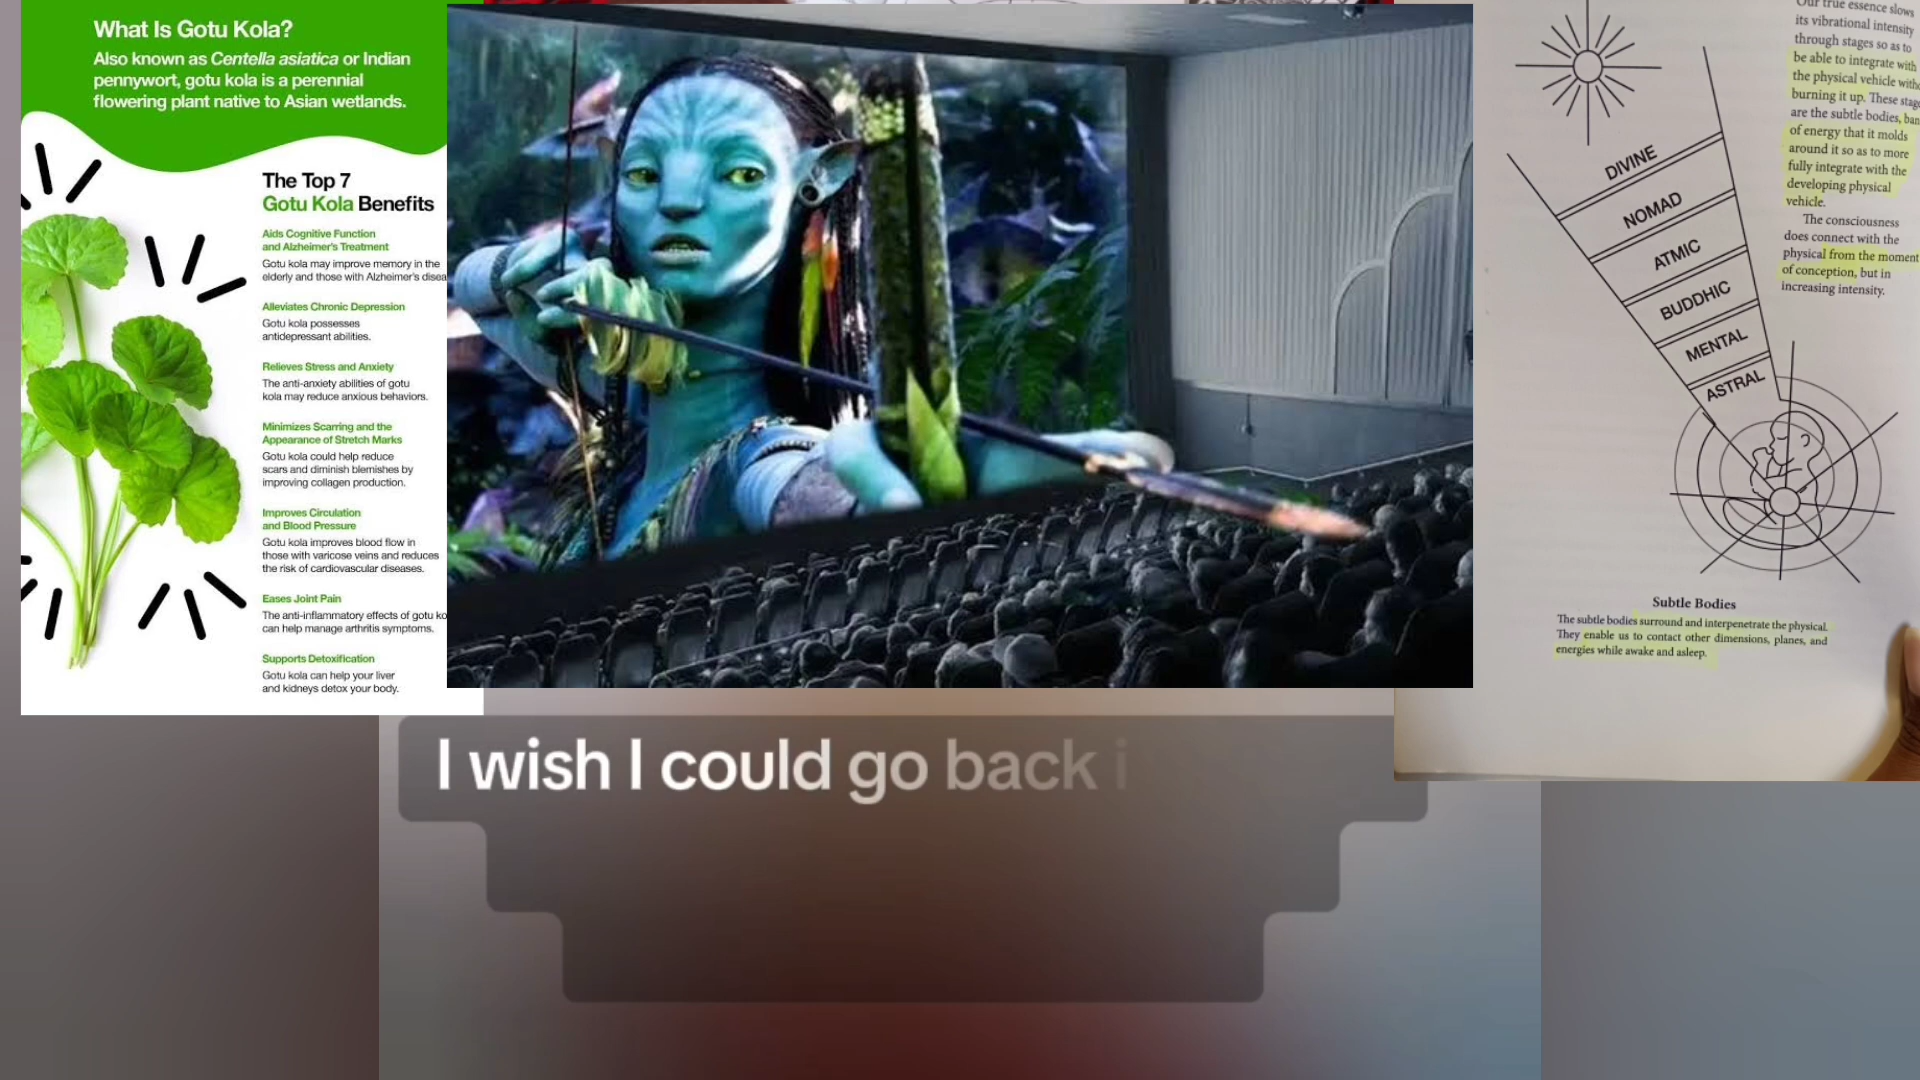 What Is Gotu Kola?
Also known as Centella asiatica or Indian
pennywort, gotu kola is a perennial
flowering plant native to Asian wetlands.
The Top 7
Gotu Kola Benefits
Aids Cognitive Function
and Alzheimer's Treatment
Gotu kola may improve memory in the
elderly and those with Alzheimer's disea
Alleviates Chronic Depression
Gotu kola possesses
antidepressant abilities.
Relieves Stress and Anxiety
The anti-anxiety abilities of gotu
kola may reduce anxious behaviors.
Minimizes Scarring and the
Appearance of Stretch Marks
Gotu kola could help reduce
scars and diminish blemishes by
improving collagen production.
Improves Circulation
and Blood Pressure
Gotu kola improves blood flow in
those with varicose veins and reduces
the risk of cardiovascular diseases.
Eases Joint Pain
The anti-inflammatory effects of gotu ko
can help manage arthritis symptoms.
Supports Detoxification
Gotu kola can help your liver
and kidneys detox your body.
Our true essence slows
its vibrational intensity
through stages so as to
be able to integrate with
the physical vehicle witho
burning it up. These stage
are the subtle bodies, ban
of energy that it molds
around it so as to more
fully integrate with the
developing physical
vehicle.
The consciousness
does connect with the
physical from the moment
of conception, but in
increasing intensity.
DIVINE
NOMAD
ATMIC
BUDDHIC
MENTAL
ASTRAL
Subtle Bodies
The subtle bodies surround and interpenetrate the physical.
They enable us to contact other dimensions, planes, and
energies while awake and asleep.
I wish I could go back i